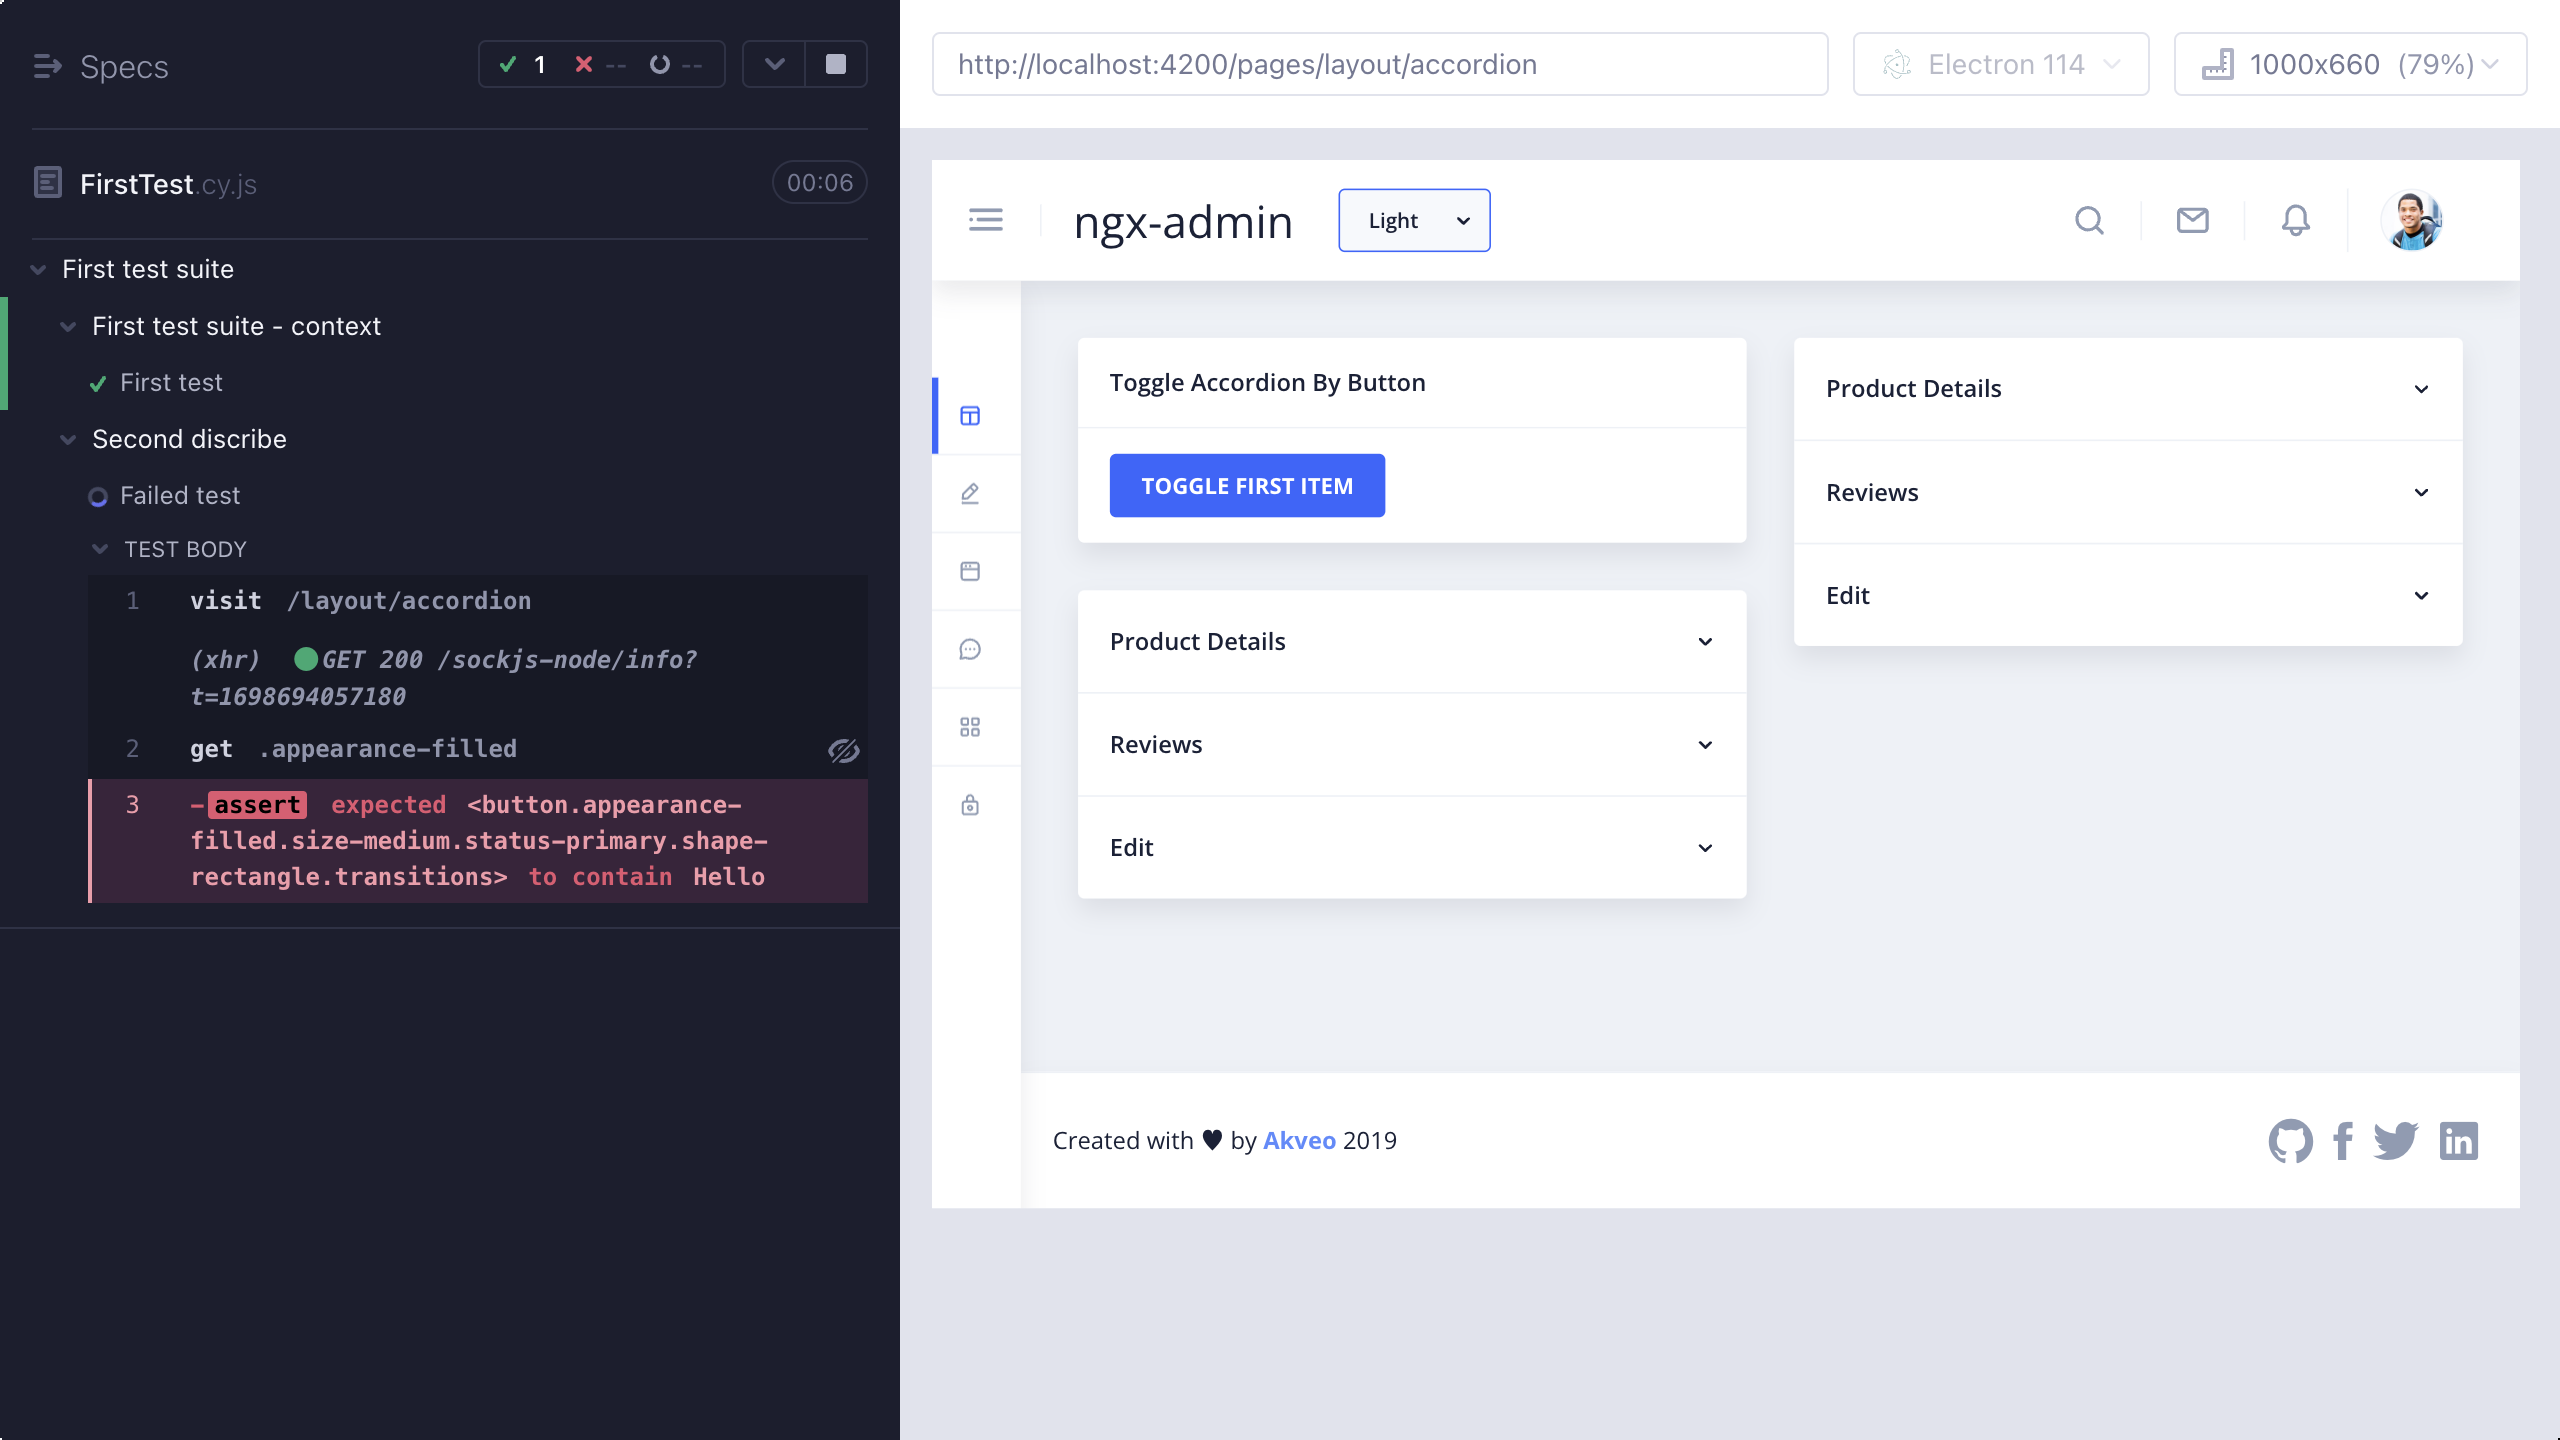 Specs
1
--
--
FirstTest.cy.js
00:06
First test suite
First test suite - context
First test
Second discribe
Failed test
TEST BODY
1 visit /layout/accordion
(xhr) GET 200 /sockjs-node/info?
t=1698694057180
2 get .appearance-filled
3 -assert expected <button.appearance-
filled.size-medium.status-primary.shape-
rectangle.transitions> to contain Hello
http://localhost:4200/pages/layout/accordion
Electron 114
1000x660 (79%)
ngx-admin
Light
Toggle Accordion By Button
TOGGLE FIRST ITEM
Product Details
Reviews
Edit
Product Details
Reviews
Edit
Created with ♥ by Akveo 2019